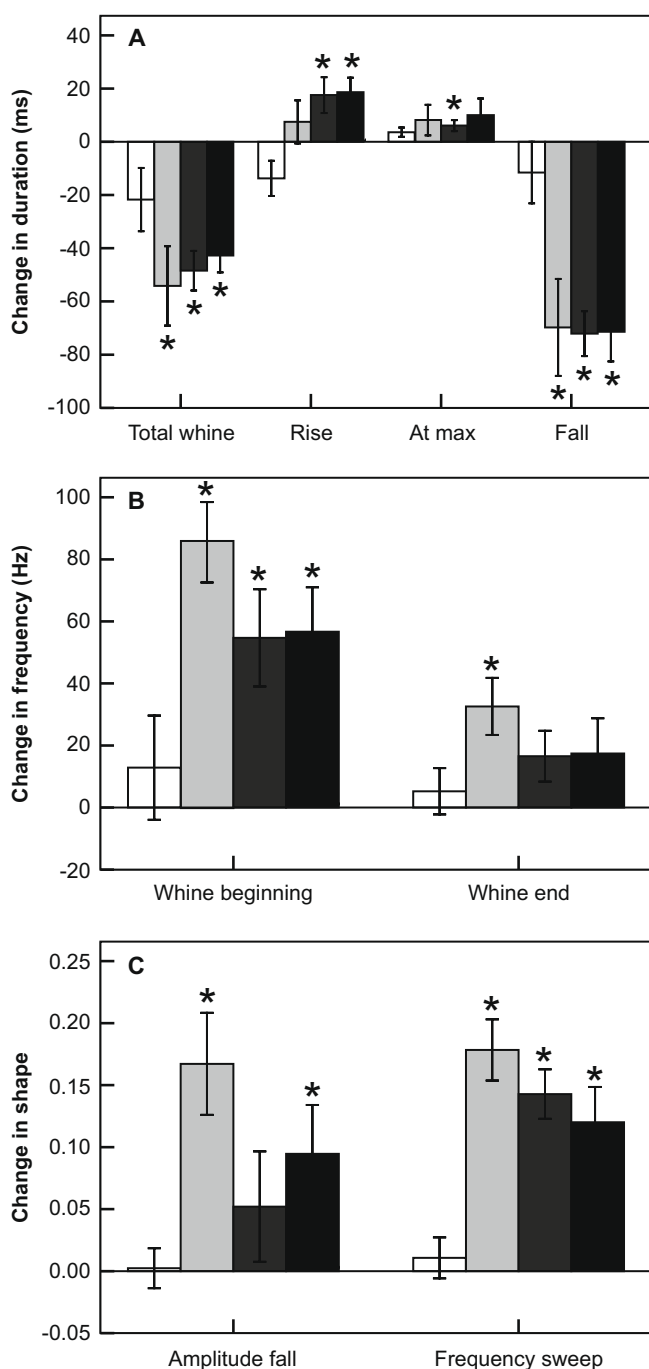 A
Change in duration (ms)
40
20
0
-20
-40
-60
-80
-100
* *
*
* * *
* * *
Total whine Rise At max Fall
B
Change in frequency (Hz)
100
80
60
40
20
0
-20
* * *
*
Whine beginning Whine end
C
Change in shape
0.25
0.20
0.15
0.10
0.05
0.00
-0.05
* *
* * *
Amplitude fall Frequency sweep